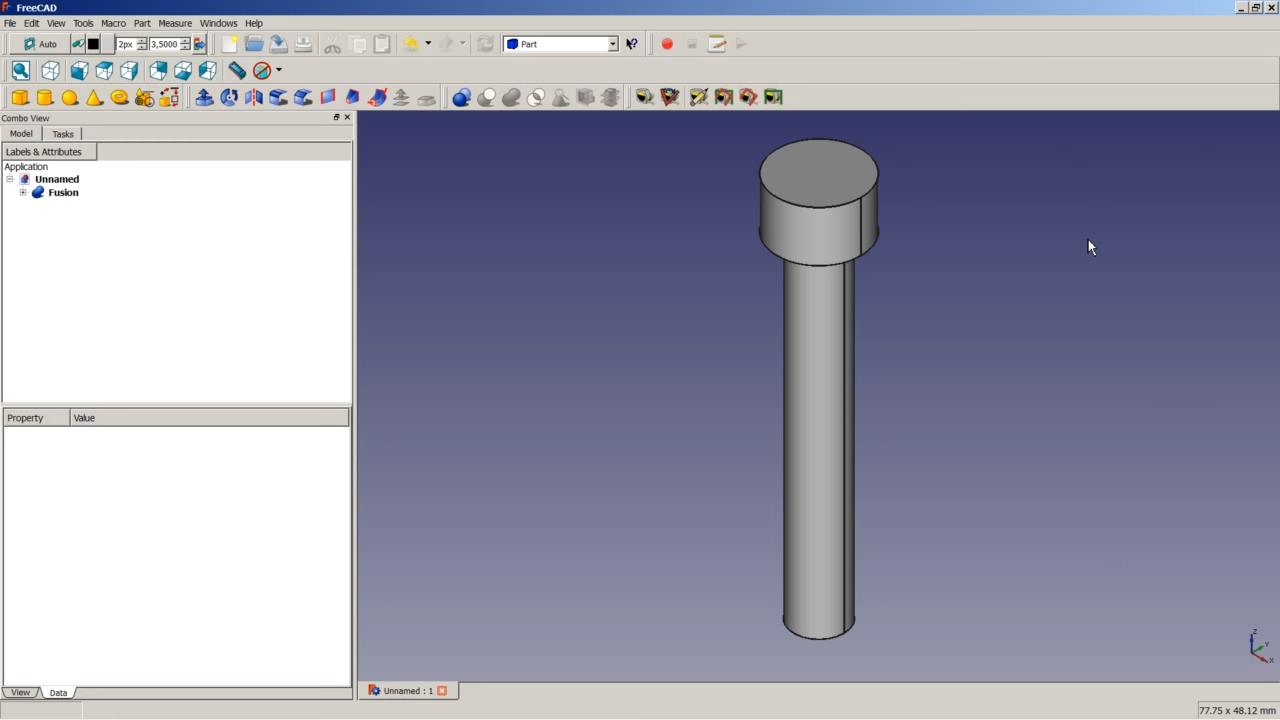 FreeCAD
File Edit View Tools Macro Part Measure Windows Help
Auto 2px 3,5000 Part
Combo View
Model Tasks
Labels & Attributes
Application
Unnamed
Fusion
Property Value
View Data
Unnamed : 1
Z
Y
X
77.75 x 48.12 mm